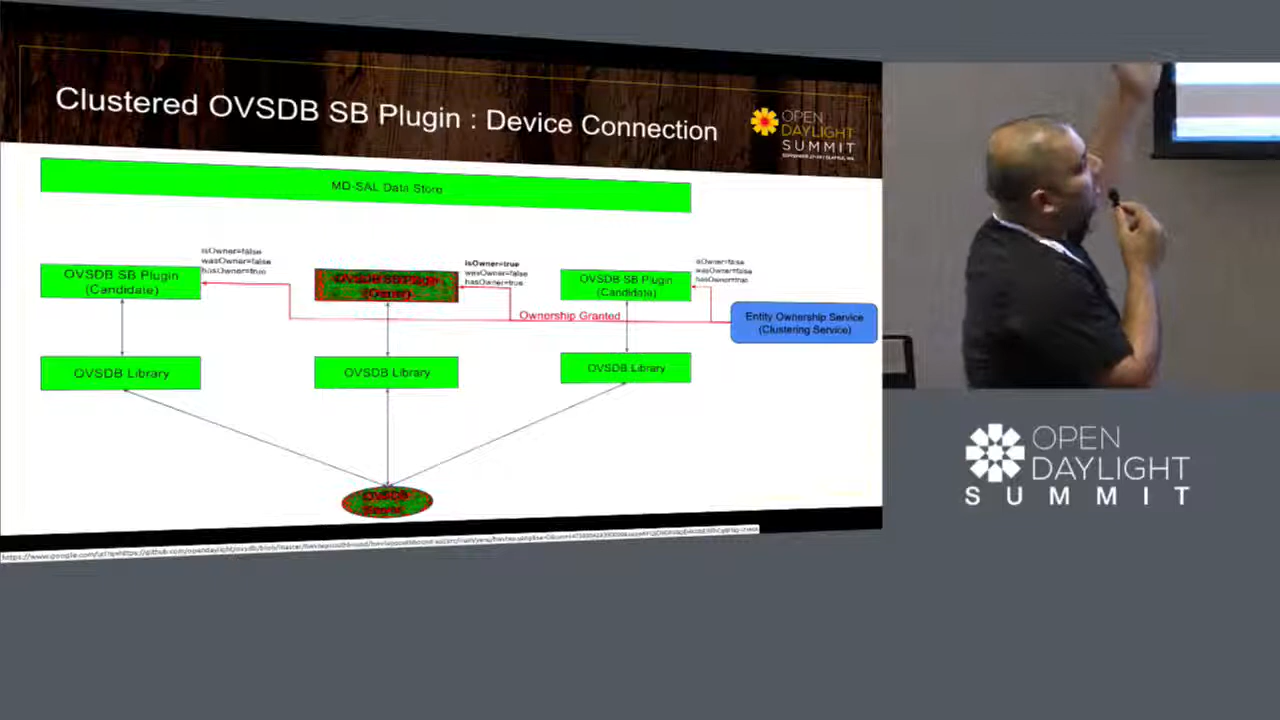 Clustered OVSDB SB Plugin : Device Connection
OPEN
DAYLIGHT
SUMMIT
MD-SAL Data Store
isOwner=false
wasOwner=false
hasOwner=true
OVSDB SB Plugin
(Candidate)
isOwner=true
wasOwner=false
hasOwner=true
OVSDB SB Plugin
(Owner)
isOwner=false
wasOwner=false
hasOwner=true
OVSDB SB Plugin
(Candidate)
Ownership Granted
Entity Ownership Service
(Clustering Service)
OVSDB Library
OVSDB Library
OVSDB Library
OVSDB
Server
OPEN
DAYLIGHT
SUMMIT